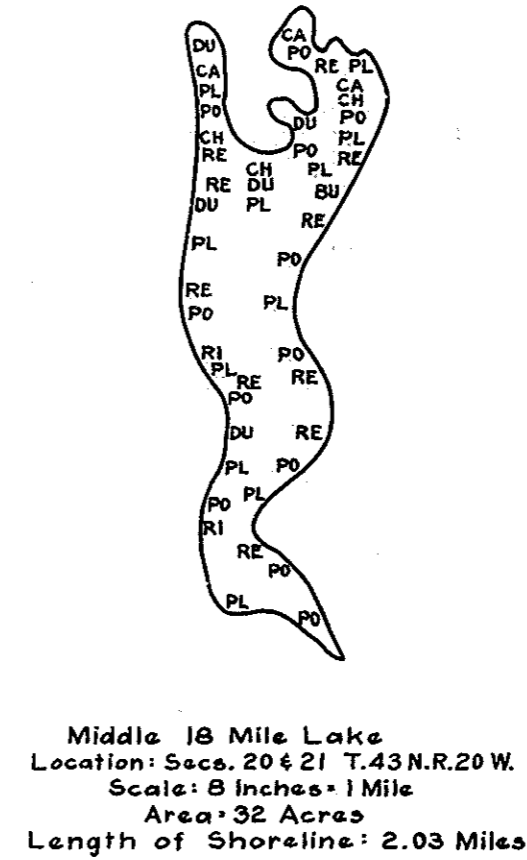 CA
DU
PO
RE PL
CA
CA
PL
CH
PO
PO
DU
CH
PL
RE
PO
RE
CH
PL
RE
DU
BU
DU
PL
RE
PL
PO
RE
PL
PO
RI
PO
PL
RE
RE
PO
DU
RE
PL
PO
PL
PO
RI
RE
PO
PL
PO
Middle 18 Mile Lake
Location: Secs. 20 & 21 T.43 N.R.20 W.
Scale: 8 Inches = 1 Mile
Area = 32 Acres
Length of Shoreline: 2.03 Miles